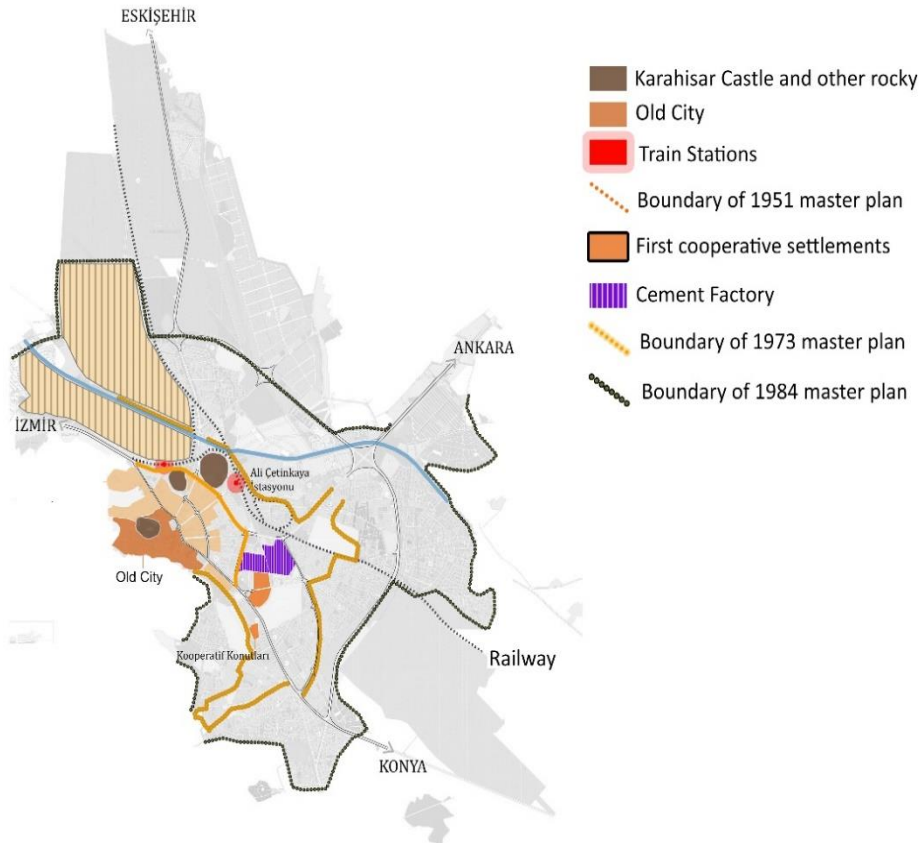 ESKİŞEHİR
ANKARA
İZMİR
Ali Çetinkaya
İstasyonu
Old City
Kooperatif Konutları
Railway
KONYA
Karahisar Castle and other rocky
Old City
Train Stations
Boundary of 1951 master plan
First cooperative settlements
Cement Factory
Boundary of 1973 master plan
Boundary of 1984 master plan